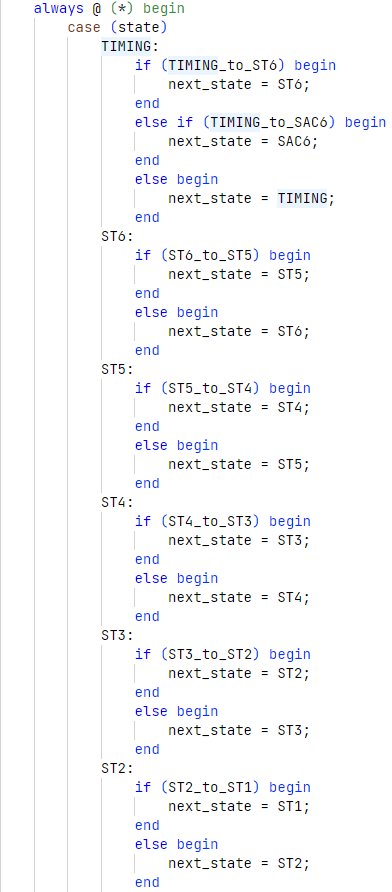 always @ (*) begin
case (state)
TIMING:
if (TIMING_to_ST6) begin
next_state = ST6;
end
else if (TIMING_to_SAC6) begin
next_state = SAC6;
end
else begin
next_state = TIMING;
end
ST6:
if (ST6_to_ST5) begin
next_state = ST5;
end
else begin
next_state = ST6;
end
ST5:
if (ST5_to_ST4) begin
next_state = ST4;
end
else begin
next_state = ST5;
end
ST4:
if (ST4_to_ST3) begin
next_state = ST3;
end
else begin
next_state = ST4;
end
ST3:
if (ST3_to_ST2) begin
next_state = ST2;
end
else begin
next_state = ST3;
end
ST2:
if (ST2_to_ST1) begin
next_state = ST1;
end
else begin
next_state = ST2;
end